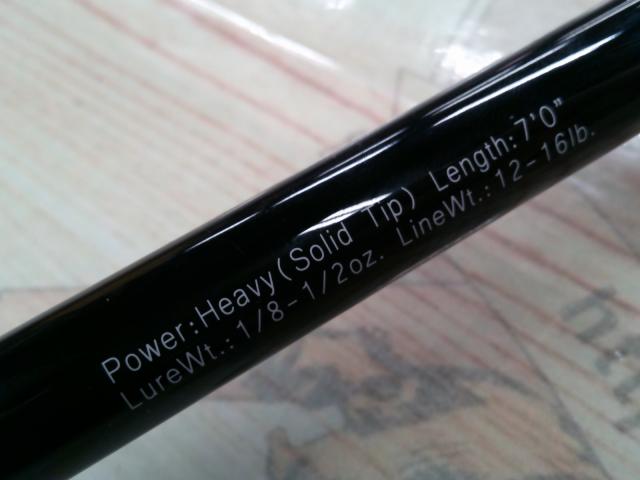 Power:Heavy(Solid Tip) Length:7'0"
LureWt.:1/8-1/2oz. LineWt.:12-16lb.